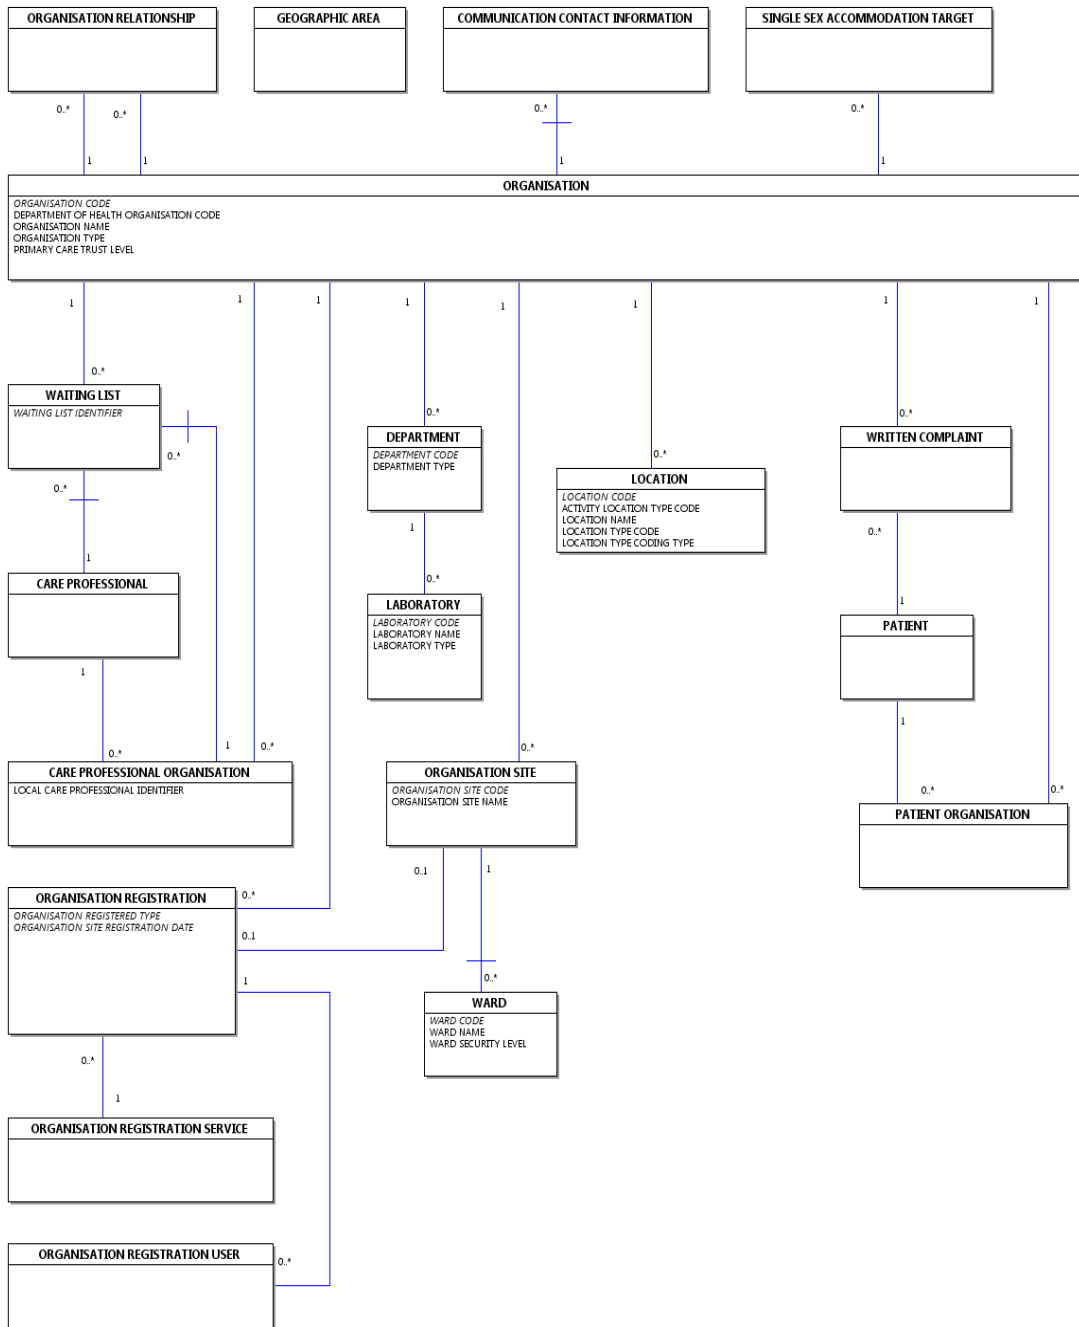 ORGANISATION RELATIONSHIP
GEOGRAPHIC AREA
COMMUNICATION CONTACT INFORMATION
SINGLE SEX ACCOMMODATION TARGET
0..*
0..*
0..*
0..*
1
1
1
1
ORGANISATION
ORGANISATION CODE
DEPARTMENT OF HEALTH ORGANISATION CODE
ORGANISATION NAME
ORGANISATION TYPE
PRIMARY CARE TRUST LEVEL
1
1
1
1
1
1
1
1
0..*
WAITING LIST
WAITING LIST IDENTIFIER
0..*
0..*
0..*
DEPARTMENT
DEPARTMENT CODE
DEPARTMENT TYPE
0..*
WRITTEN COMPLAINT
0..*
LOCATION
LOCATION CODE
ACTIVITY LOCATION TYPE CODE
LOCATION NAME
LOCATION TYPE CODE
LOCATION TYPE CODING TYPE
0..*
1
1
0..*
CARE PROFESSIONAL
0..*
LABORATORY
LABORATORY CODE
LABORATORY NAME
LABORATORY TYPE
1
PATIENT
1
1
0..*
1
0..*
0..*
CARE PROFESSIONAL ORGANISATION
LOCAL CARE PROFESSIONAL IDENTIFIER
ORGANISATION SITE
ORGANISATION SITE CODE
ORGANISATION SITE NAME
0..*
0..*
PATIENT ORGANISATION
0..1
1
ORGANISATION REGISTRATION
ORGANISATION REGISTERED TYPE
ORGANISATION SITE REGISTRATION DATE
0..*
0..1
1
0..*
WARD
WARD CODE
WARD NAME
WARD SECURITY LEVEL
0..*
1
ORGANISATION REGISTRATION SERVICE
ORGANISATION REGISTRATION USER
0..*